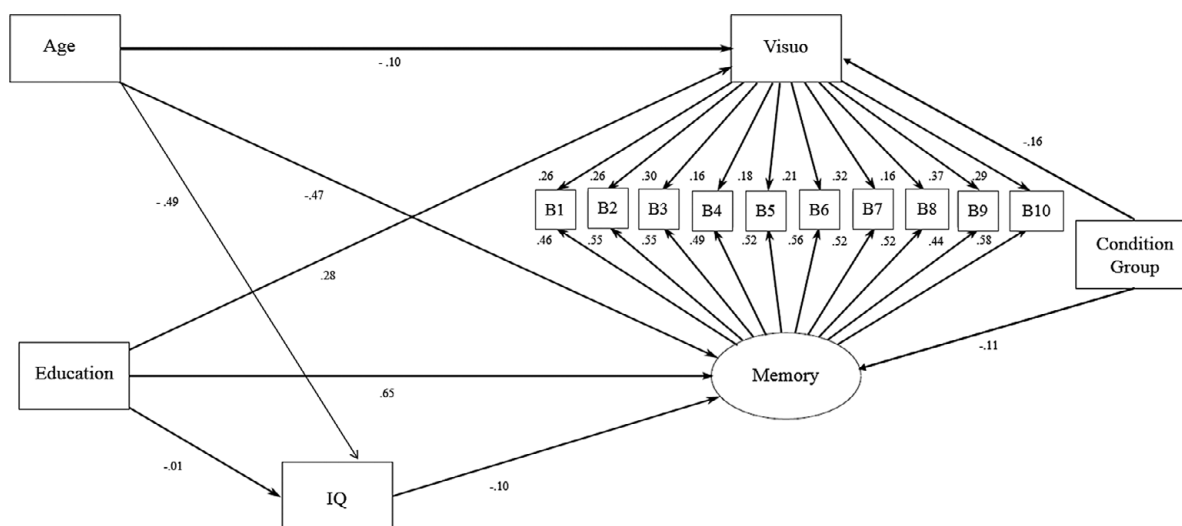 Age
Visuo
- .10
-.16
.26 .26 .30 .16 .18 .21 .32 .16 .37 .29
- .49
-.47
B1 B2 B3 B4 B5 B6 B7 B8 B9 B10
.46 .55 .55 .49 .52 .56 .52 .52 .44 .58
Condition
Group
.28
-.11
Education
Memory
.65
-.01
-.10
IQ